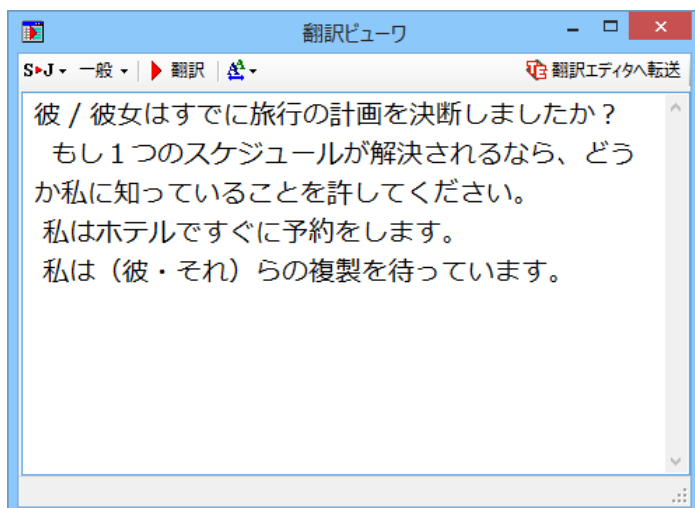 翻訳ビューワ
S▶J 一般 翻訳 翻訳エディタへ転送
彼 / 彼女はすでに旅行の計画を決断しましたか？
もし１つのスケジュールが解決されるなら、どう
か私に知っていることを許してください。
私はホテルですぐに予約をします。
私は（彼・それ）らの複製を待っています。